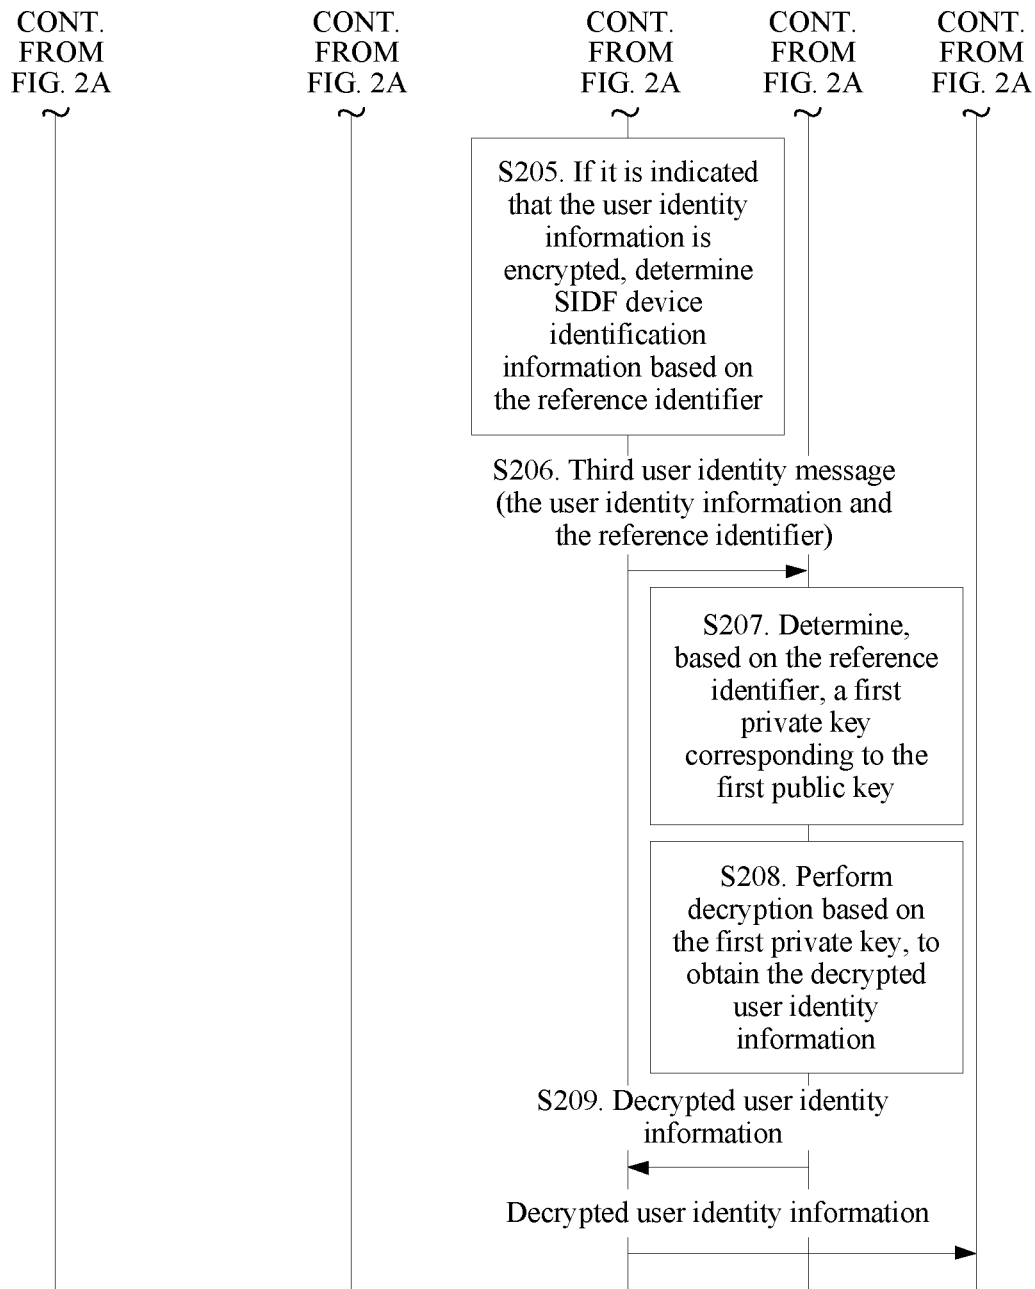 CONT.
FROM
FIG. 2A
CONT.
FROM
FIG. 2A
CONT.
FROM
FIG. 2A
CONT.
FROM
FIG. 2A
CONT.
FROM
FIG. 2A
S205. If it is indicated
that the user identity
information is
encrypted, determine
SIDF device
identification
information based on
the reference identifier
S206. Third user identity message
(the user identity information and
the reference identifier)
S207. Determine,
based on the reference
identifier, a first
private key
corresponding to the
first public key
S208. Perform
decryption based on
the first private key, to
obtain the decrypted
user identity
information
S209. Decrypted user identity
information
Decrypted user identity information